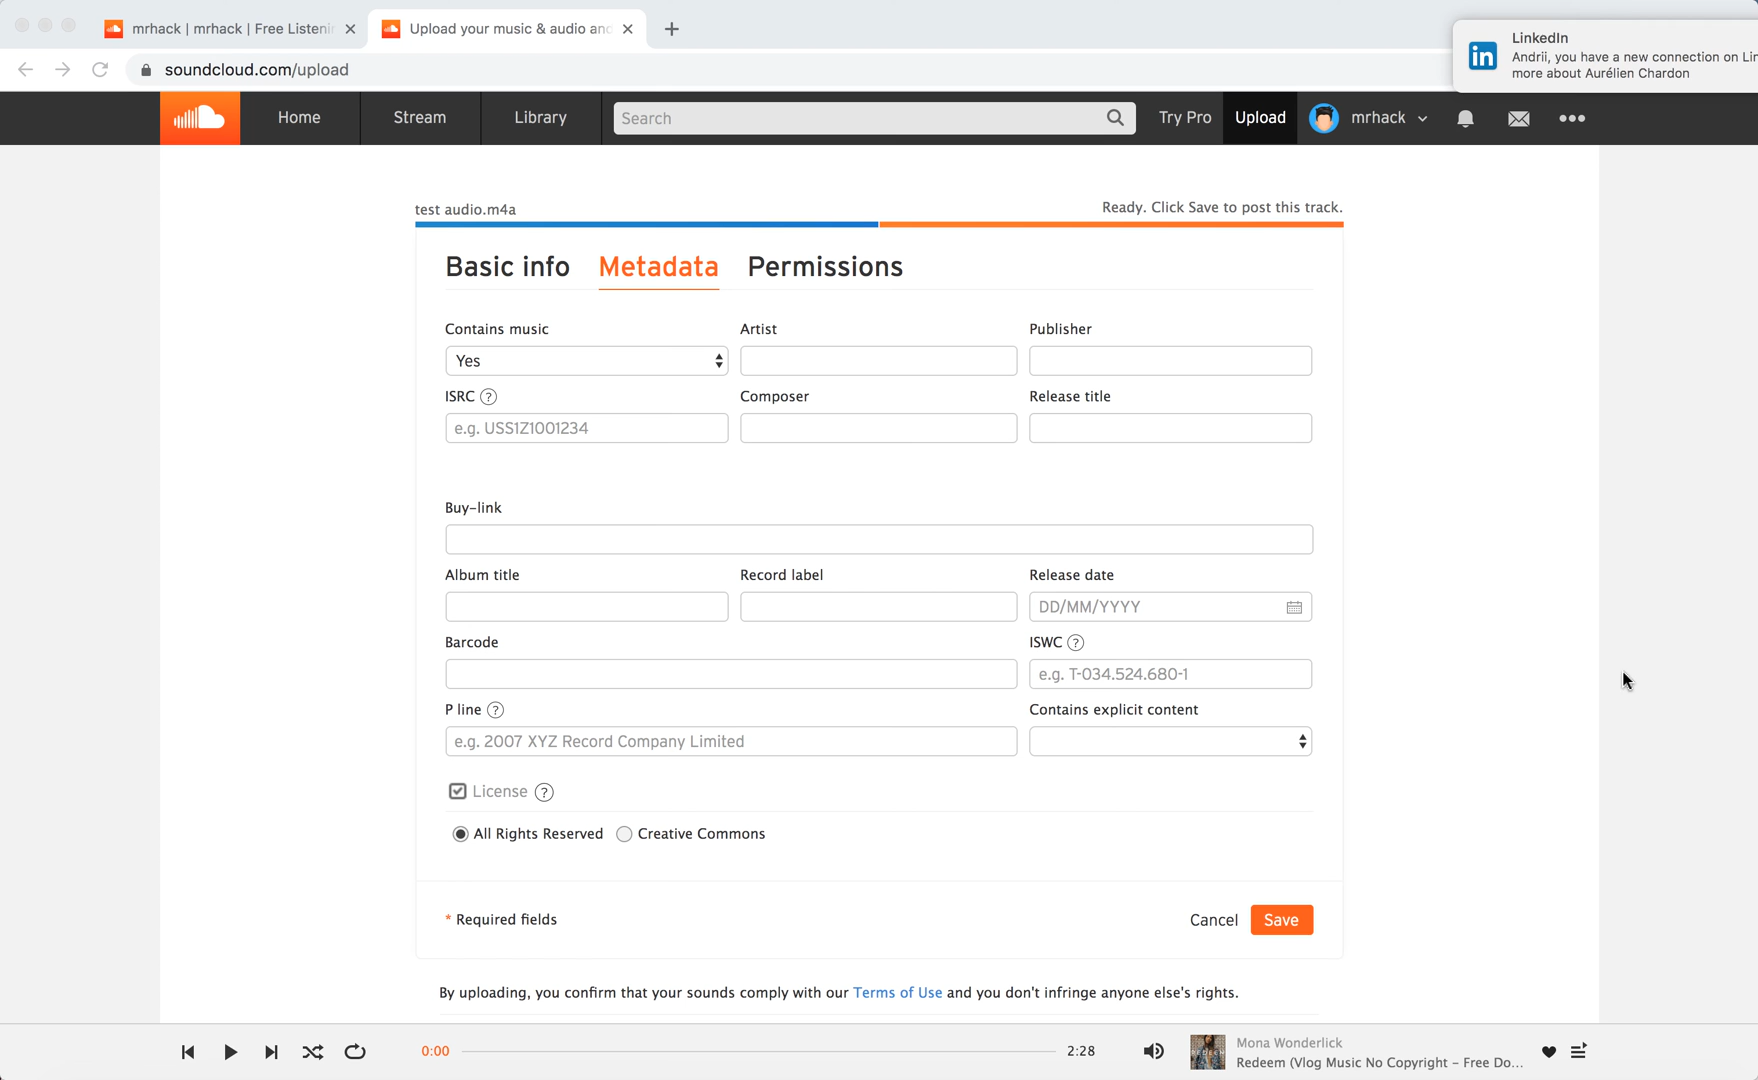 mrhack | mrhack | Free Listenin
Upload your music & audio and
LinkedIn
Andrii, you have a new connection on Lin
more about Aurélien Chardon
soundcloud.com/upload
Home
Stream
Library
Search
Try Pro
Upload
mrhack
test audio.m4a
Ready. Click Save to post this track.
Basic info
Metadata
Permissions
Contains music
Artist
Publisher
Yes
ISRC ?
Composer
Release title
e.g. USS1Z1001234
Buy-link
Album title
Record label
Release date
DD/MM/YYYY
Barcode
ISWC ?
e.g. T-034.524.680-1
P line ?
Contains explicit content
e.g. 2007 XYZ Record Company Limited
License ?
All Rights Reserved
Creative Commons
* Required fields
Cancel
Save
By uploading, you confirm that your sounds comply with our Terms of Use and you don't infringe anyone else's rights.
0:00
2:28
REDEEM
Mona Wonderlick
Redeem (Vlog Music No Copyright – Free Do...